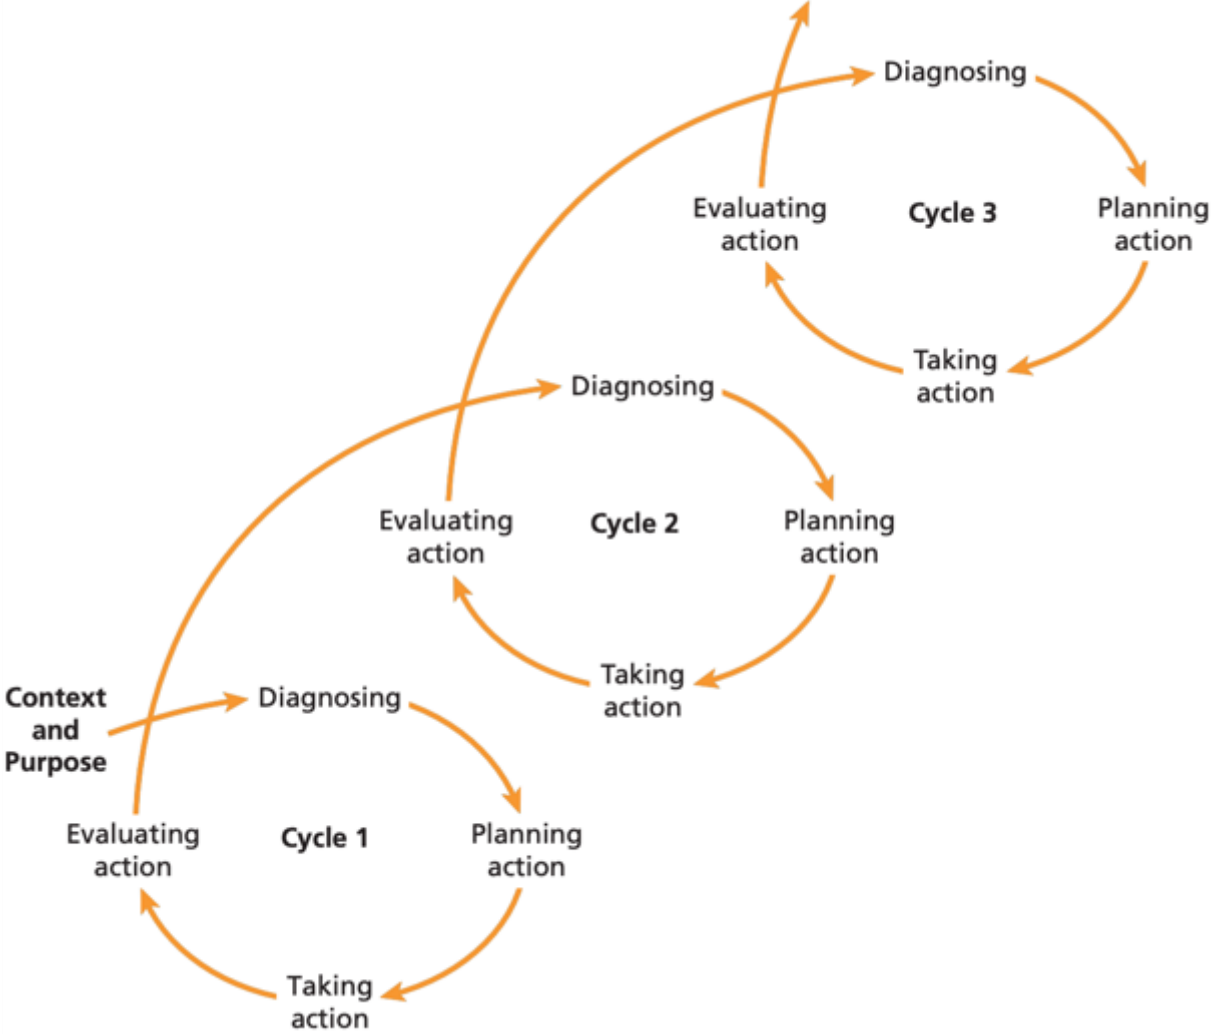 Diagnosing
Evaluating
action
Cycle 3
Planning
action
Taking
action
Diagnosing
Evaluating
action
Cycle 2
Planning
action
Taking
action
Context
and
Purpose
Diagnosing
Evaluating
action
Cycle 1
Planning
action
Taking
action